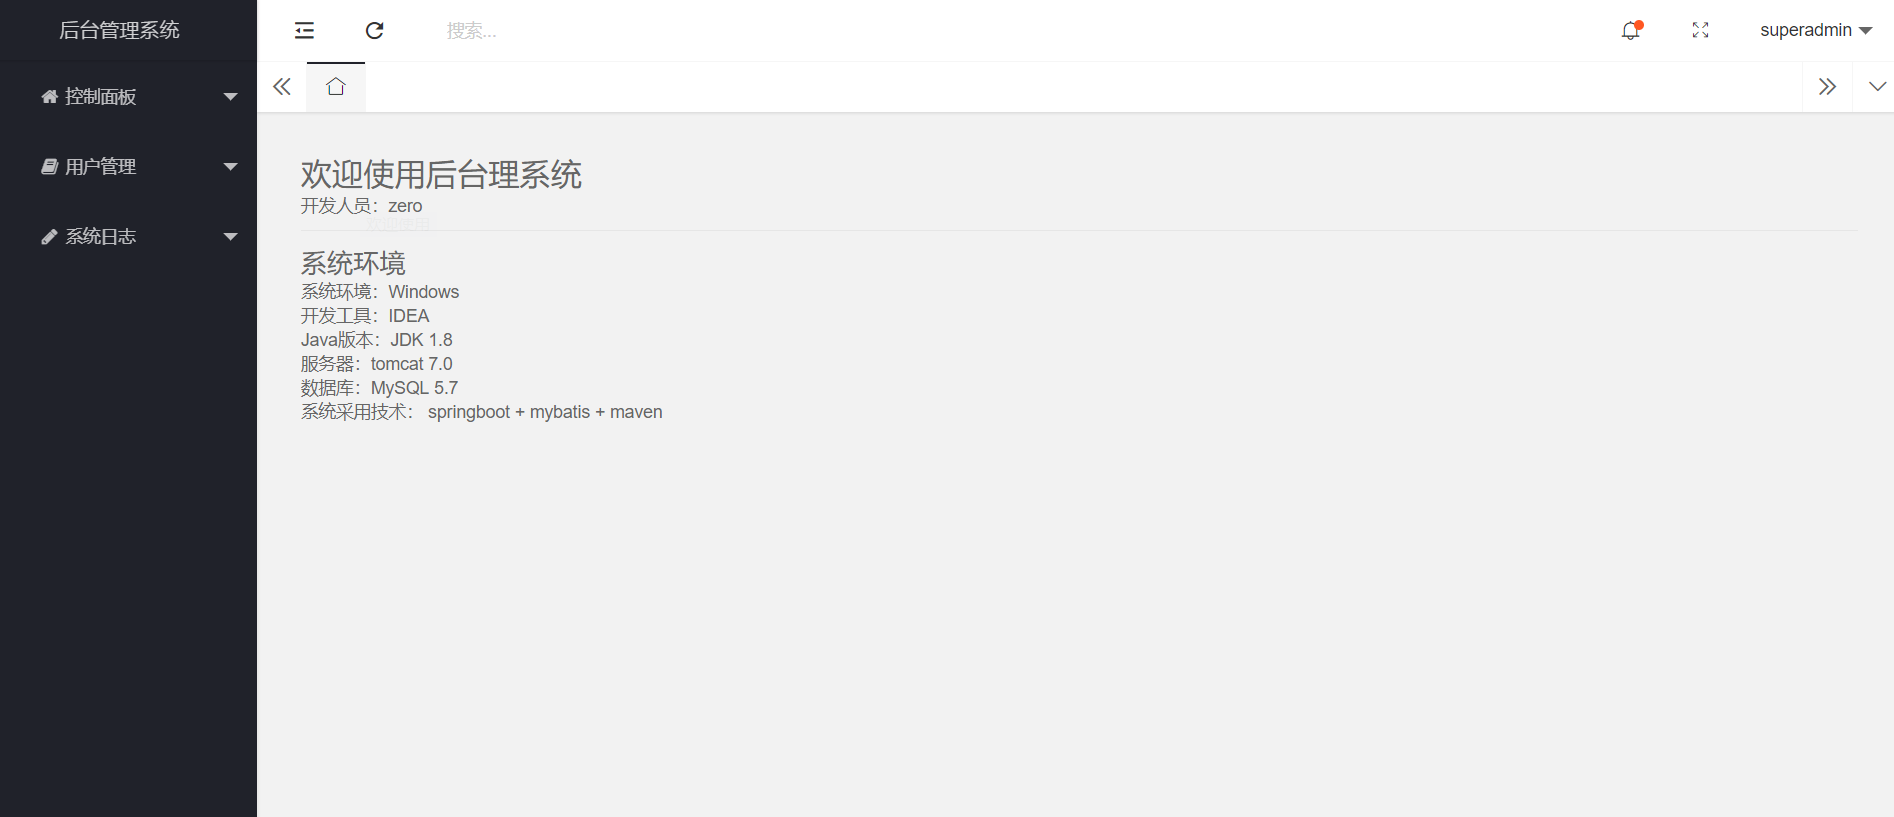 后台管理系统
搜索...
superadmin
控制面板
用户管理
系统日志
欢迎使用后台理系统
开发人员：zero
系统环境
系统环境：Windows
开发工具：IDEA
Java版本：JDK 1.8
服务器：tomcat 7.0
数据库：MySQL 5.7
系统采用技术： springboot + mybatis + maven